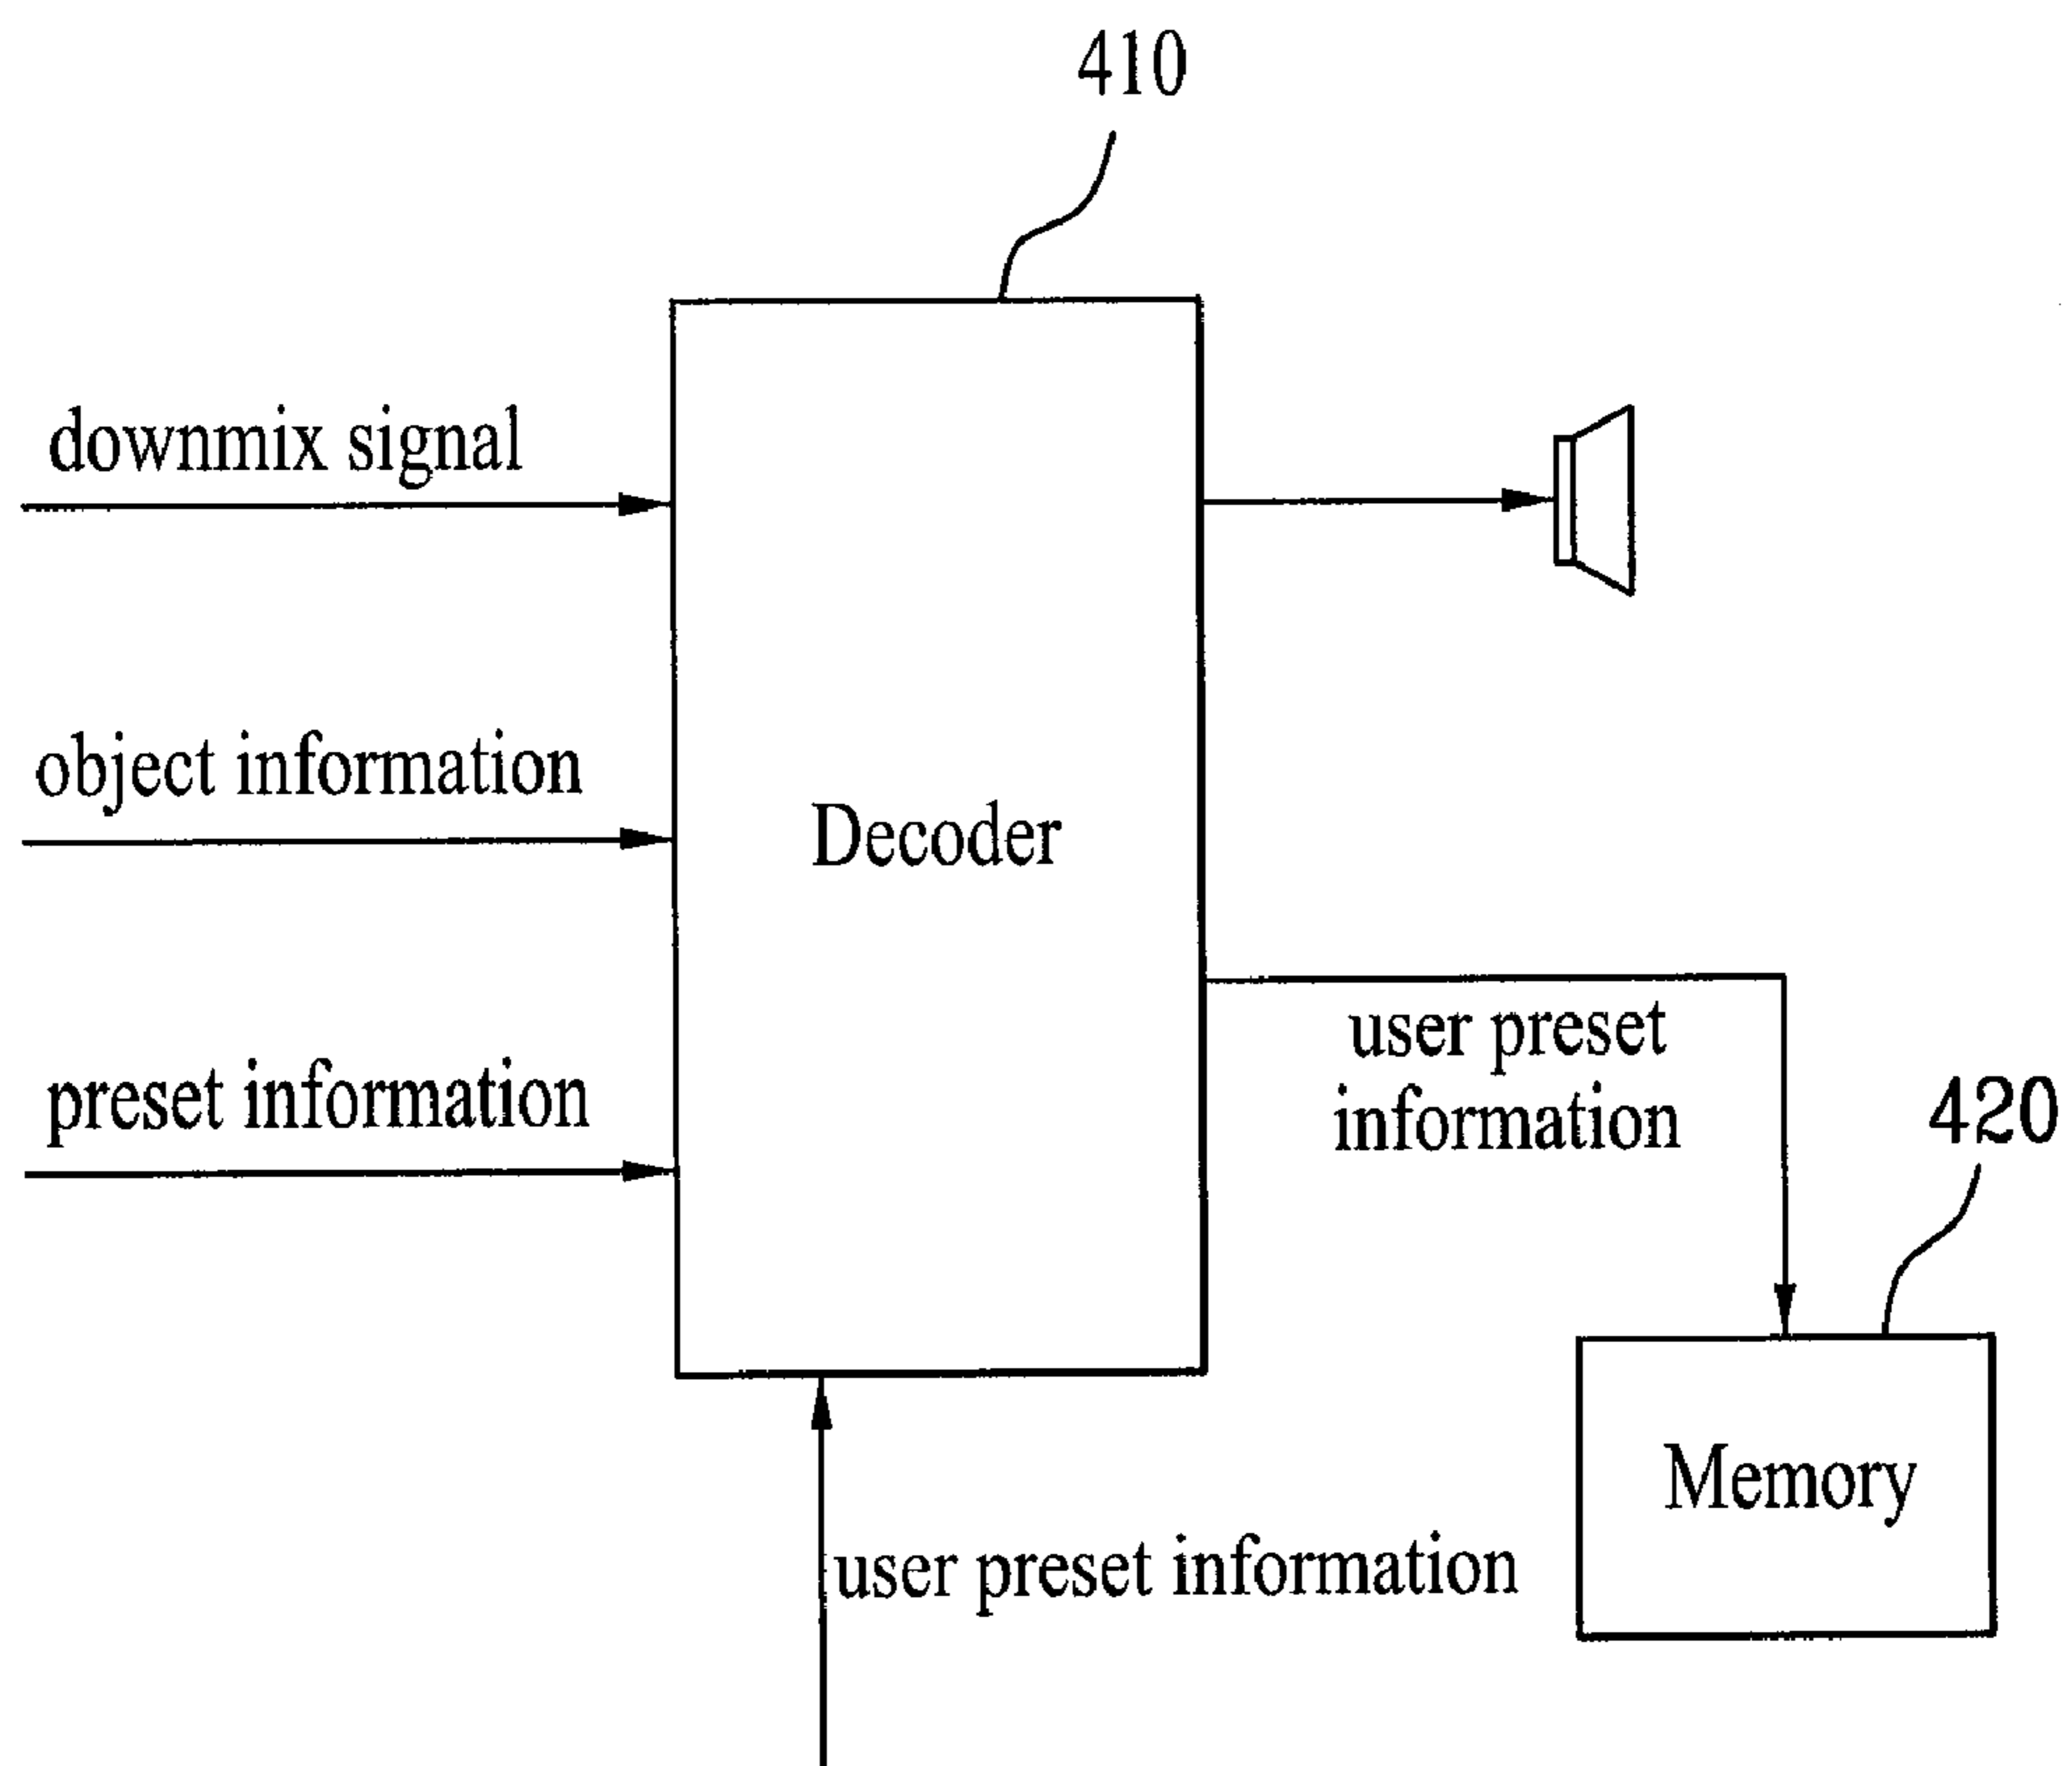 410
downmix signal
object information
Decoder
preset information
user preset
information
420
Memory
user preset information